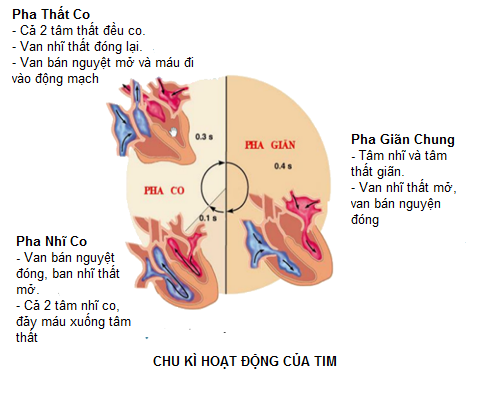 Pha Thất Co
- Cả 2 tâm thất đều co.
- Van nhĩ thất đóng lại.
- Van bán nguyệt mở và máu đi
vào động mạch
0.3 s
PHA GIÃN
0.4 s
PHA CO
0.1 s
Pha Giãn Chung
- Tâm nhĩ và tâm
thất giãn.
- Van nhĩ thất mở,
van bán nguyện
đóng
Pha Nhĩ Co
- Van bán nguyệt
đóng, ban nhĩ thất
mở.
- Cả 2 tâm nhĩ co,
đẩy máu xuống tâm
thất
CHU KÌ HOẠT ĐỘNG CỦA TIM